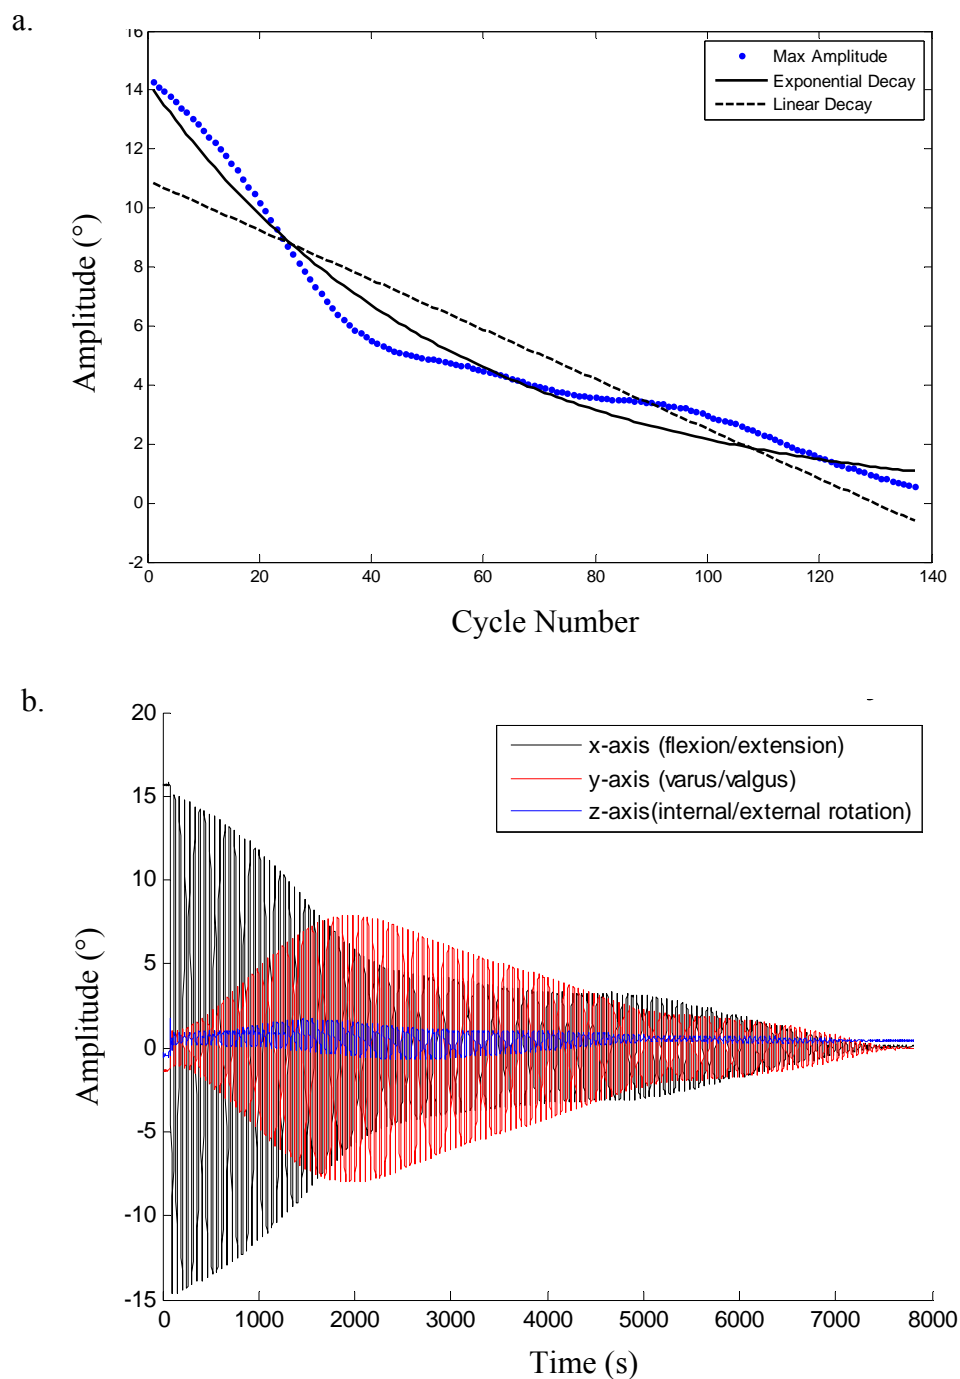 a.
16
14
12
10
8
6
4
2
0
-2
Amplitude (°)
Max Amplitude
Exponential Decay
Linear Decay
0 20 40 60 80 100 120 140
Cycle Number
b.
20
15
10
5
0
-5
-10
-15
Amplitude (°)
x-axis (flexion/extension)
y-axis (varus/valgus)
z-axis(internal/external rotation)
0 1000 2000 3000 4000 5000 6000 7000 8000
Time (s)